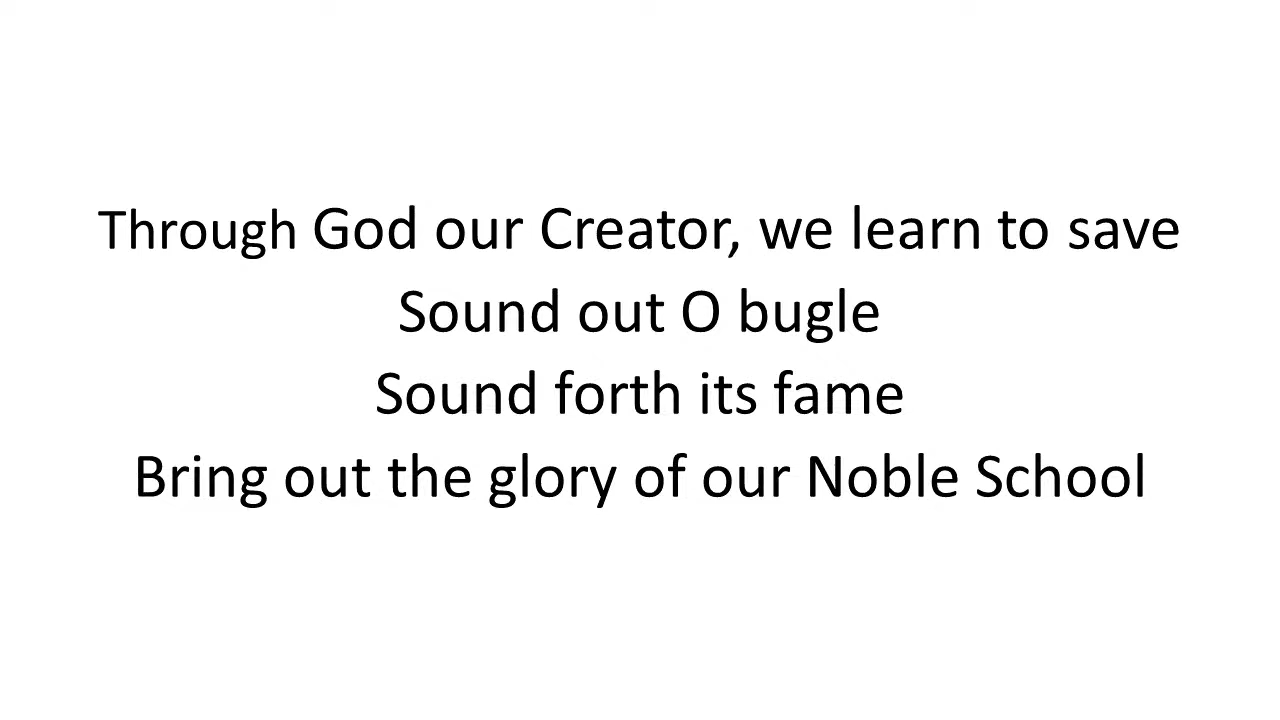 Through God our Creator, we learn to save
Sound out O bugle
Sound forth its fame
Bring out the glory of our Noble School